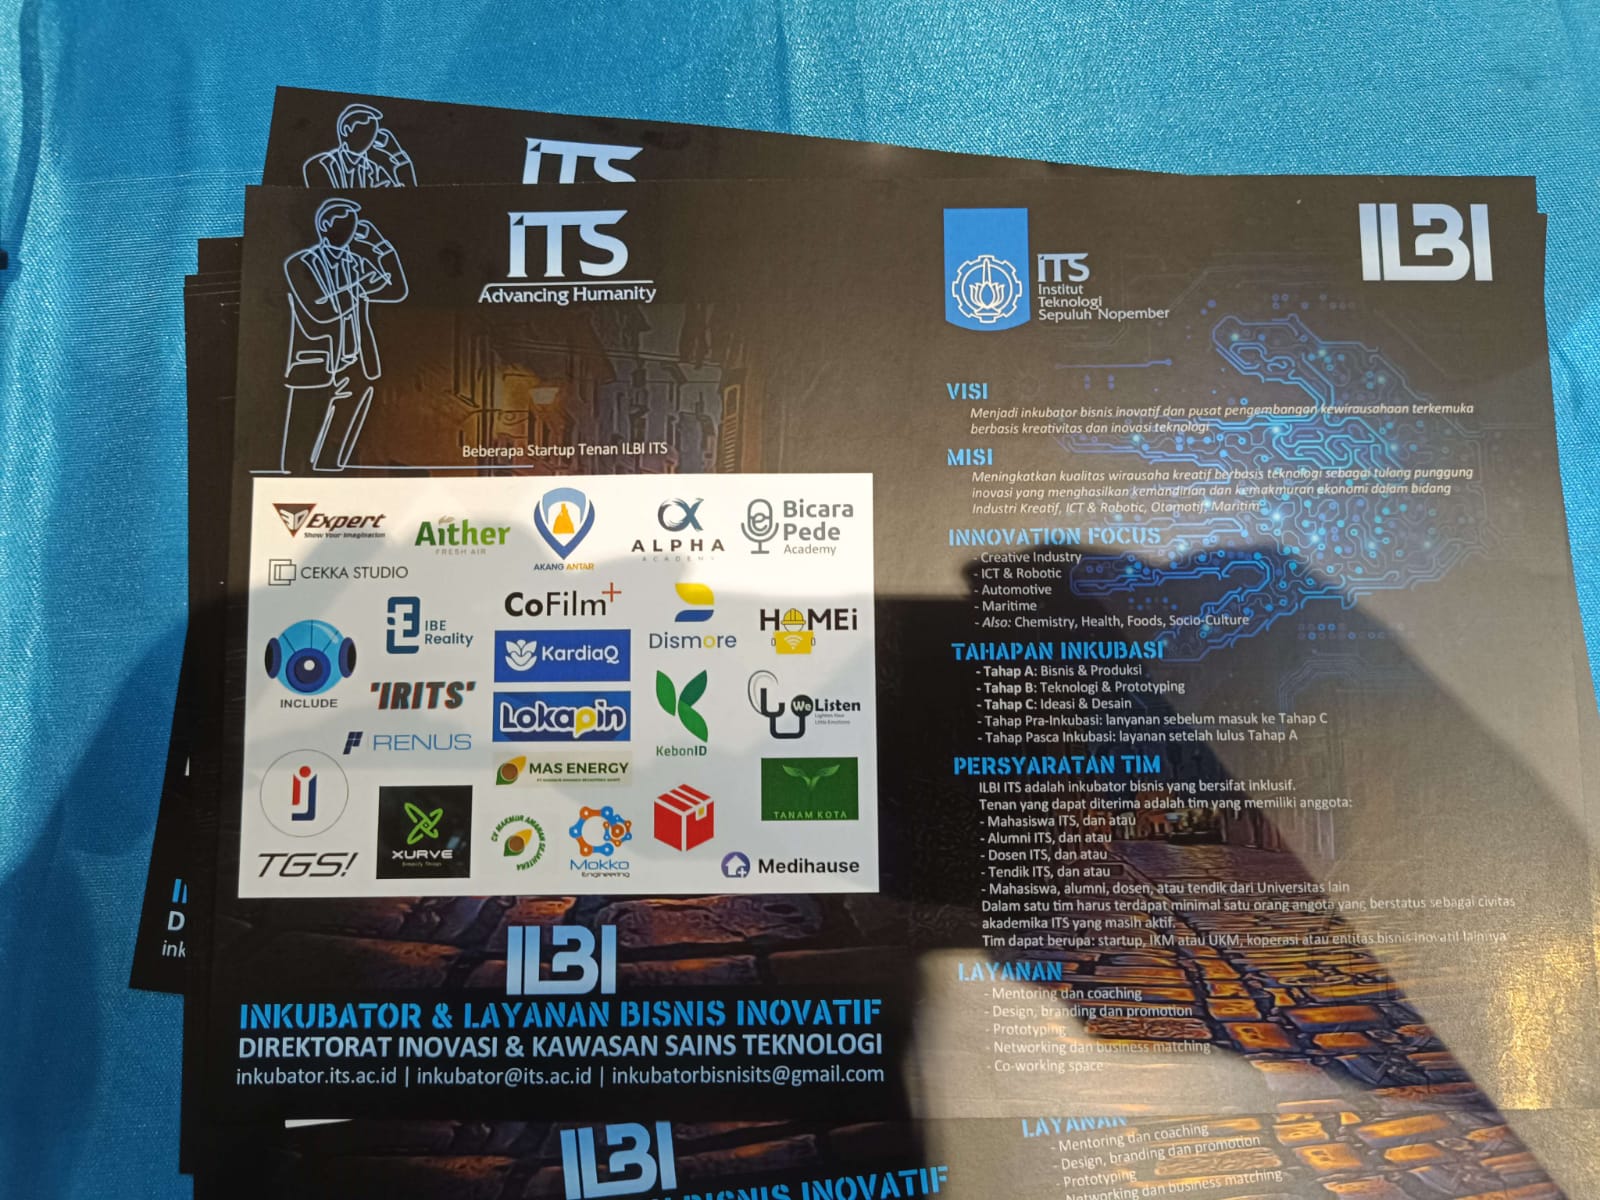 ITS
ITS
Advancing Humanity
Beberapa Startup Tenan ILBI ITS
3D Expert
Show Your Imagination
Aither
FRESH AIR
AKANG ANTAR
ALPHA
ACADEMY
Bicara
Pede
Academy
CEKKA STUDIO
INCLUDE
IBE
Reality
CoFilm+
KardiaQ
Dismore
HOMEi
'IRITS'
Lokapin
KebonID
WeListen
Lighten Your
Little Emotions
RENUS
MAS ENERGY
TANAM KOTA
TGS!
XURVE
CV MAKMUR AMANAH SEJAHTERA
Mokko
Engineering
Medihause
ILBI
INKUBATOR & LAYANAN BISNIS INOVATIF
DIREKTORAT INOVASI & KAWASAN SAINS TEKNOLOGI
inkubator.its.ac.id | inkubator@its.ac.id | inkubatorbisnisits@gmail.com
ITS
Institut
Teknologi
Sepuluh Nopember
ILBI
VISI
Menjadi inkubator bisnis inovatif dan pusat pengembangan kewirausahaan terkemuka
berbasis kreativitas dan inovasi teknologi
MISI
Meningkatkan kualitas wirausaha kreatif berbasis teknologi sebagai tulang punggung
inovasi yang menghasilkan kemandirian dan kemakmuran ekonomi dalam bidang
Industri Kreatif, ICT & Robotic, Otomatif, Maritim
INNOVATION FOCUS
- Creative Industry
- ICT & Robotic
- Automotive
- Maritime
- Also: Chemistry, Health, Foods, Socio-Culture
TAHAPAN INKUBASI
- Tahap A: Bisnis & Produksi
- Tahap B: Teknologi & Prototyping
- Tahap C: Ideasi & Desain
- Tahap Pra-Inkubasi: lanyanan sebelum masuk ke Tahap C
- Tahap Pasca Inkubasi: layanan setelah lulus Tahap A
PERSYARATAN TIM
ILBI ITS adalah inkubator bisnis yang bersifat inklusif.
Tenan yang dapat diterima adalah tim yang memiliki anggota:
- Mahasiswa ITS, dan atau
- Alumni ITS, dan atau
- Dosen ITS, dan atau
- Tendik ITS, dan atau
- Mahasiswa, alumni, dosen, atau tendik dari Universitas lain
Dalam satu tim harus terdapat minimal satu orang angota yang berstatus sebagai civitas
akademika ITS yang masih aktif.
Tim dapat berupa: startup, IKM atau UKM, koperasi atau entitas bisnis inovatif lainnya
LAYANAN
- Mentoring dan coaching
- Design, branding dan promotion
- Prototyping
- Networking dan business matching
- Co-working space
D
ink
ILBI
BISNIS INOVATIF
LAYANAN
- Mentoring dan coaching
- Design, branding dan promotion
- Prototyping
- Networking dan business matching